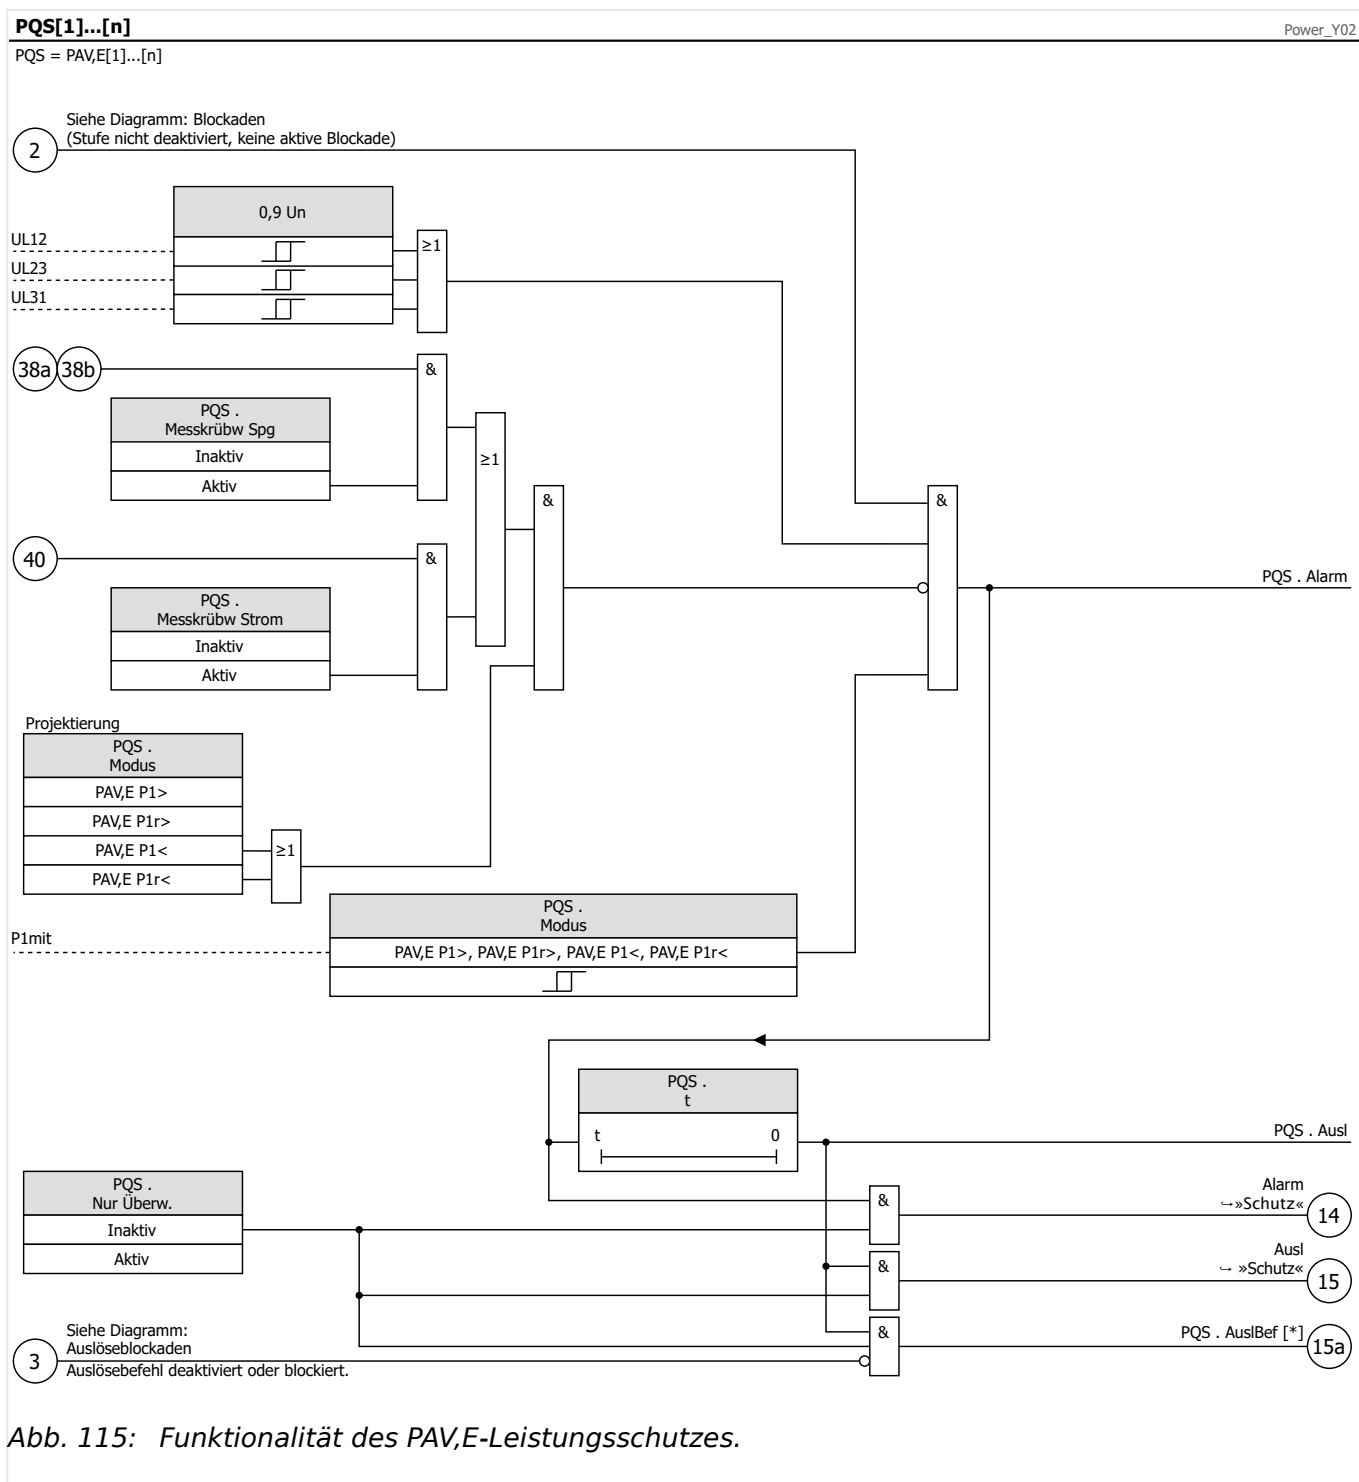 PQS[1]...[n]
Power_Y02
PQS = PAV,E[1]...[n]
Siehe Diagramm: Blockaden
(Stufe nicht deaktiviert, keine aktive Blockade)
2
0,9 Un
UL12
UL23
UL31
≥1
38a
38b
&
PQS .
Messkrübw Spg
Inaktiv
Aktiv
≥1
&
&
40
&
PQS . Alarm
PQS .
Messkrübw Strom
Inaktiv
Aktiv
Projektierung
PQS .
Modus
PAV,E P1>
PAV,E P1r>
PAV,E P1<
PAV,E P1r<
≥1
P1mit
PQS .
Modus
PAV,E P1>, PAV,E P1r>, PAV,E P1<, PAV,E P1r<
PQS .
t
t 0
PQS . Ausl
PQS .
Nur Überw.
Inaktiv
Aktiv
&
Alarm
↪»Schutz«
14
&
Ausl
↪ »Schutz«
15
Siehe Diagramm:
Auslöseblockaden
Auslösebefehl deaktiviert oder blockiert.
3
&
PQS . AuslBef [*]
15a
Abb. 115: Funktionalität des PAV,E-Leistungsschutzes.